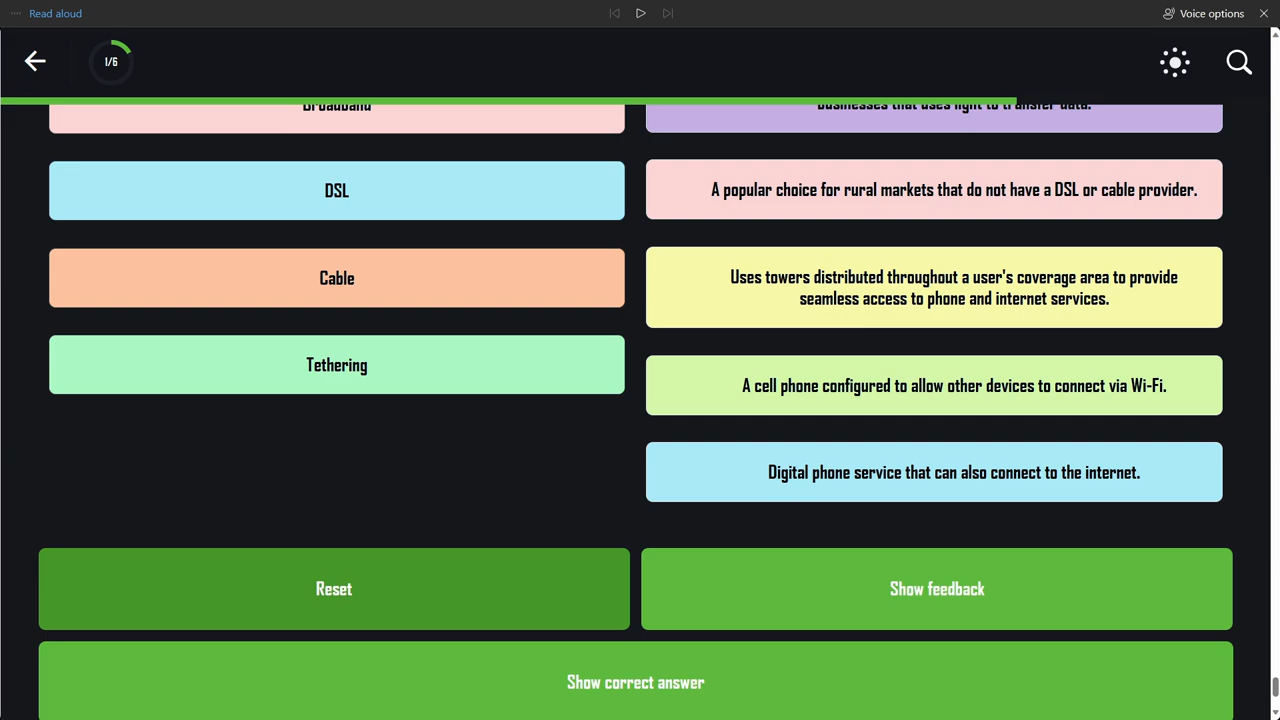 Read aloud
Voice options
1/6
Broadband
businesses that uses light to transfer data.
DSL
A popular choice for rural markets that do not have a DSL or cable provider.
Cable
Uses towers distributed throughout a user's coverage area to provide
seamless access to phone and internet services.
Tethering
A cell phone configured to allow other devices to connect via Wi-Fi.
Digital phone service that can also connect to the internet.
Reset
Show feedback
Show correct answer